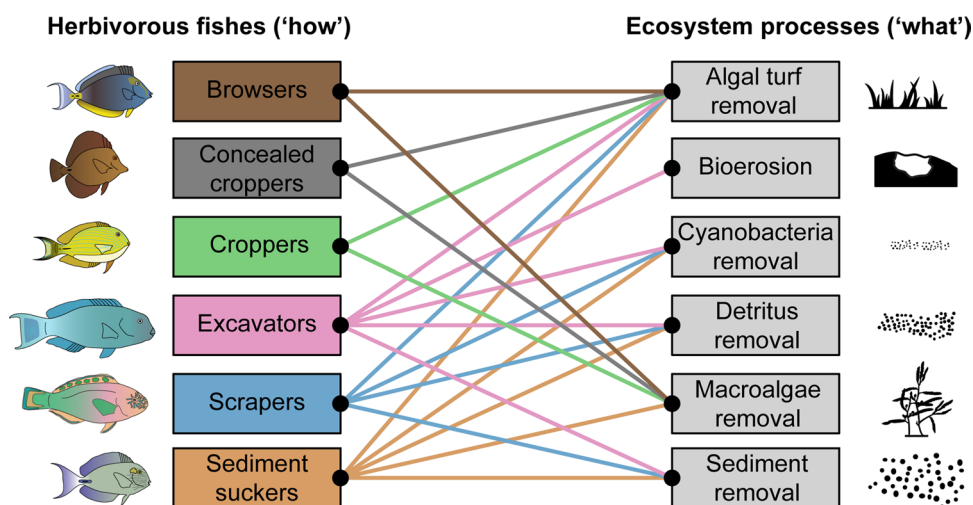 Herbivorous fishes (‘how’)
Ecosystem processes (‘what’)
Browsers
Concealed
croppers
Croppers
Excavators
Scrapers
Sediment
suckers
Algal turf
removal
Bioerosion
Cyanobacteria
removal
Detritus
removal
Macroalgae
removal
Sediment
removal